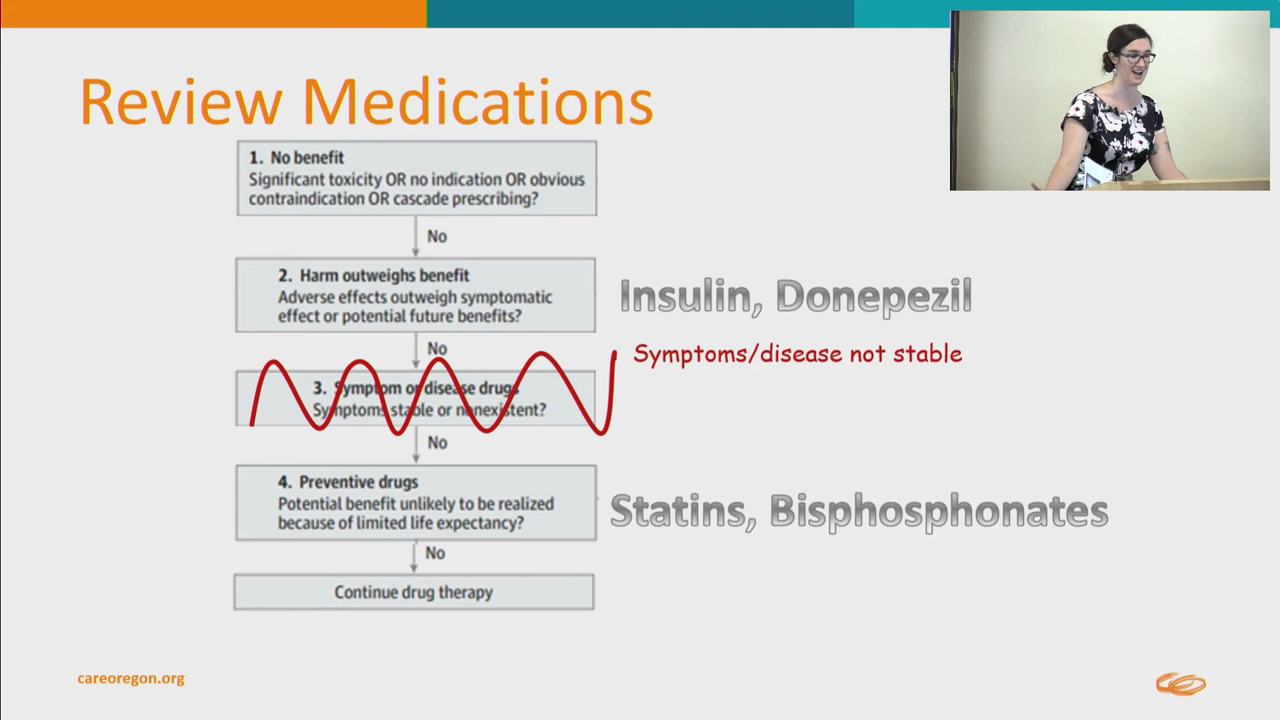 Review Medications
1. No benefit
Significant toxicity OR no indication OR obvious
contraindication OR cascade prescribing?
No
2. Harm outweighs benefit
Adverse effects outweigh symptomatic
effect or potential future benefits?
Insulin, Donepezil
No
Symptoms/disease not stable
3. Symptom or disease drugs
Symptoms stable or nonexistent?
No
4. Preventive drugs
Potential benefit unlikely to be realized
because of limited life expectancy?
Statins, Bisphosphonates
No
Continue drug therapy
careoregon.org